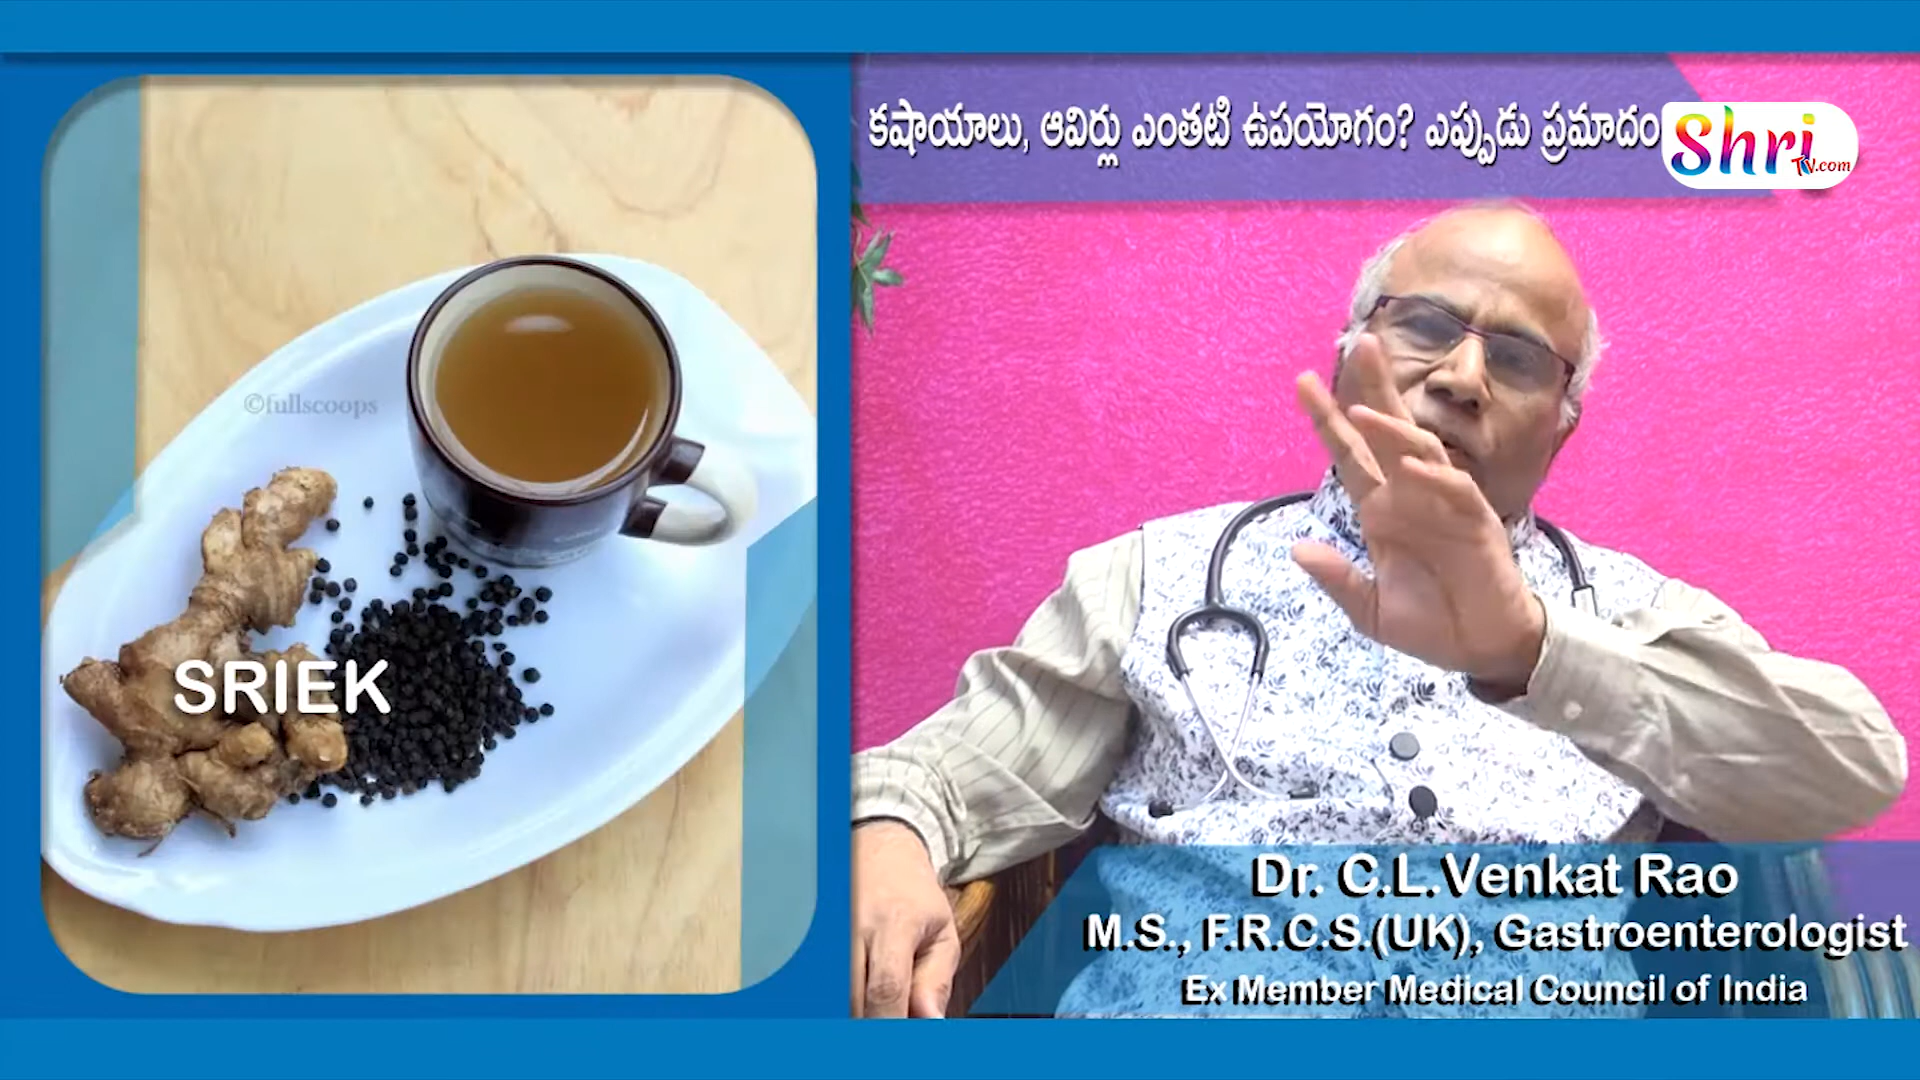 కషాయాలు, ఆవిర్లు ఎంతటి ఉపయోగం? ఎప్పుడు ప్రమాదం
Shri
TV.com
©fullscoops
SRIEK
Dr. C.L.Venkat Rao
M.S., F.R.C.S.(UK), Gastroenterologist
Ex Member Medical Council of India